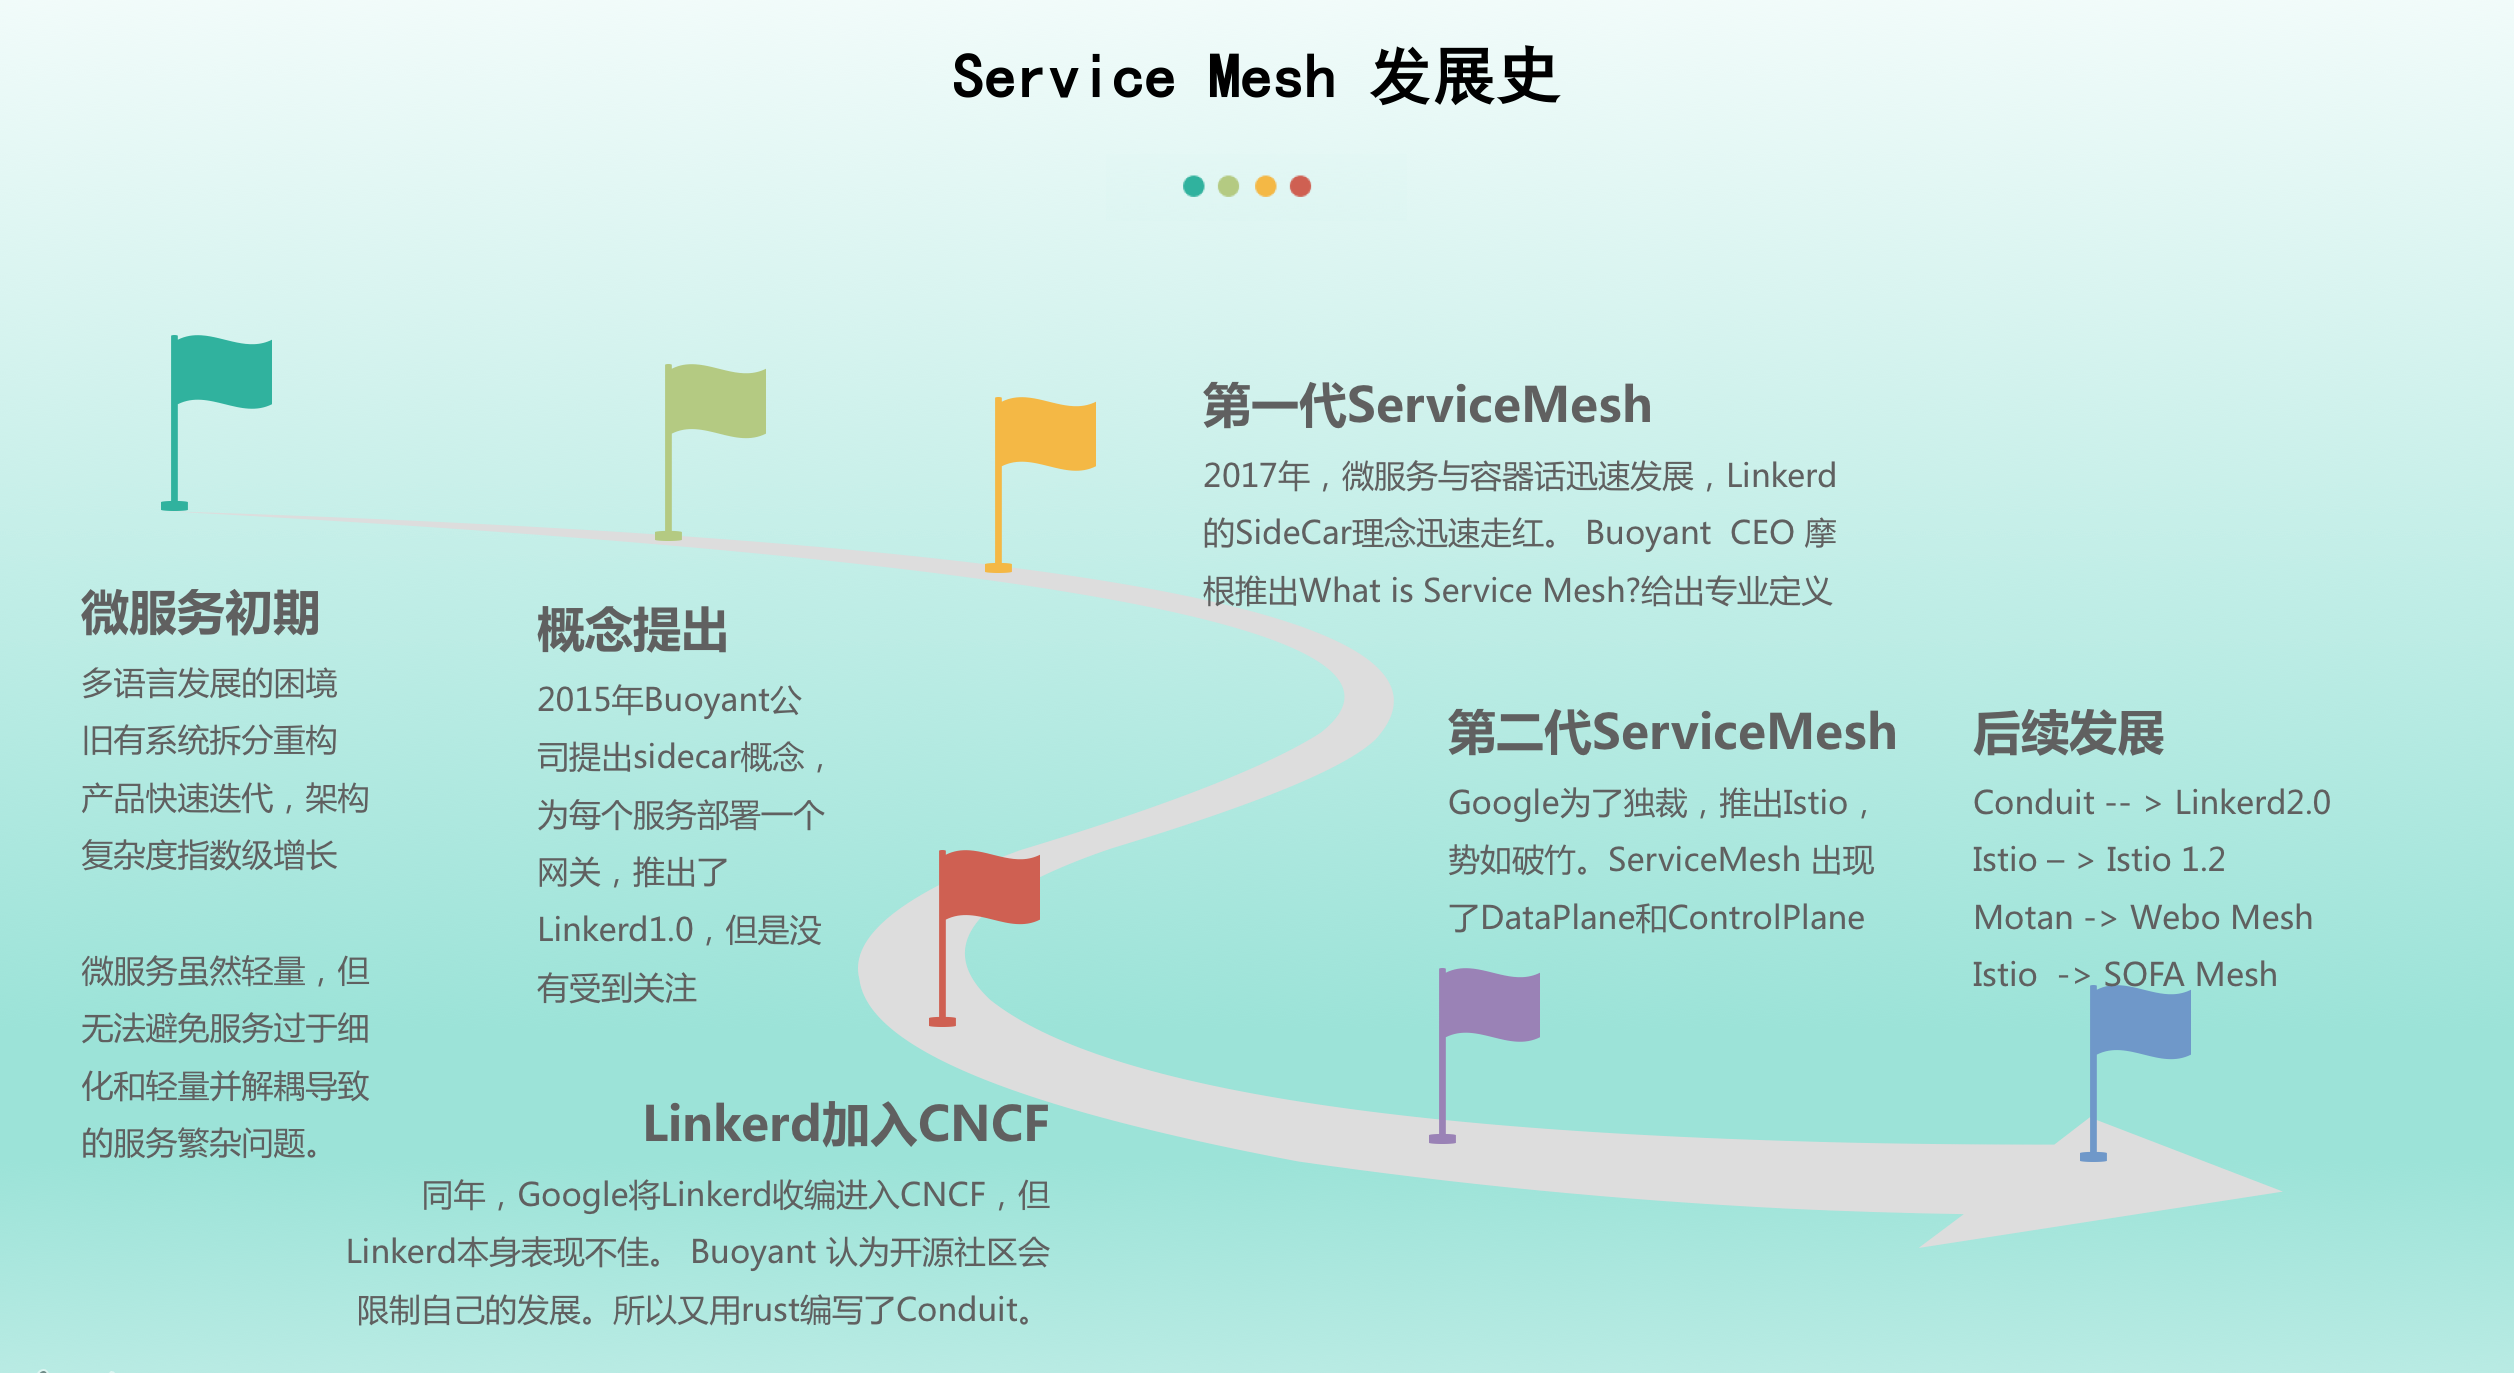 Service Mesh 发展史
微服务初期
多语言发展的困境
旧有系统拆分重构
产品快速迭代，架构
复杂度指数级增长
微服务虽然轻量，但
无法避免服务过于细
化和轻量并解耦导致
的服务繁杂问题。
概念提出
2015年Buoyant公
司提出sidecar概念，
为每个服务部署一个
网关，推出了
Linkerd1.0，但是没
有受到关注
第一代ServiceMesh
2017年，微服务与容器话迅速发展，Linkerd
的SideCar理念迅速走红。 Buoyant  CEO 摩
根推出What is Service Mesh?给出专业定义
Linkerd加入CNCF
同年，Google将Linkerd收编进入CNCF，但
Linkerd本身表现不佳。 Buoyant 认为开源社区会
限制自己的发展。所以又用rust编写了Conduit。
第二代ServiceMesh
Google为了独裁，推出Istio，
势如破竹。ServiceMesh 出现
了DataPlane和ControlPlane
后续发展
Conduit -- > Linkerd2.0
Istio – > Istio 1.2
Motan -> Webo Mesh
Istio  -> SOFA Mesh